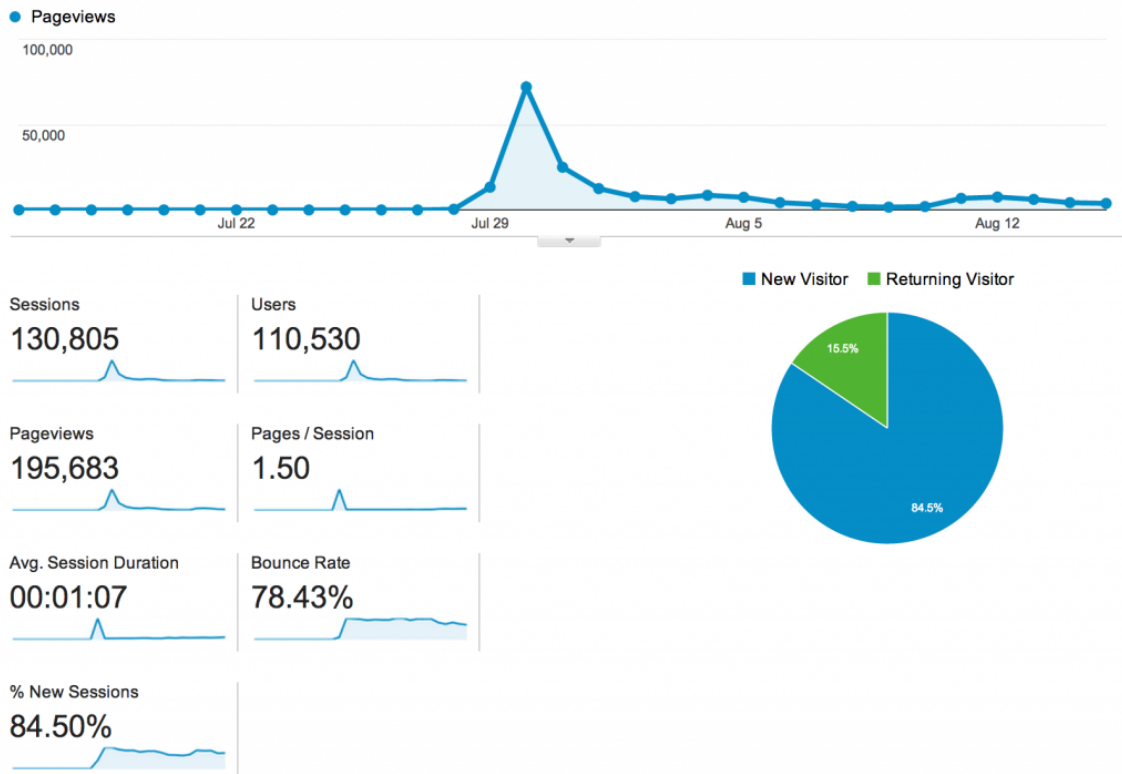 Pageviews
100,000
50,000
Jul 22 Jul 29 Aug 5 Aug 12
New Visitor Returning Visitor
Sessions Users
130,805 110,530
15.5%
Pageviews Pages / Session
195,683 1.50
84.5%
Avg. Session Duration Bounce Rate
00:01:07 78.43%
% New Sessions
84.50%